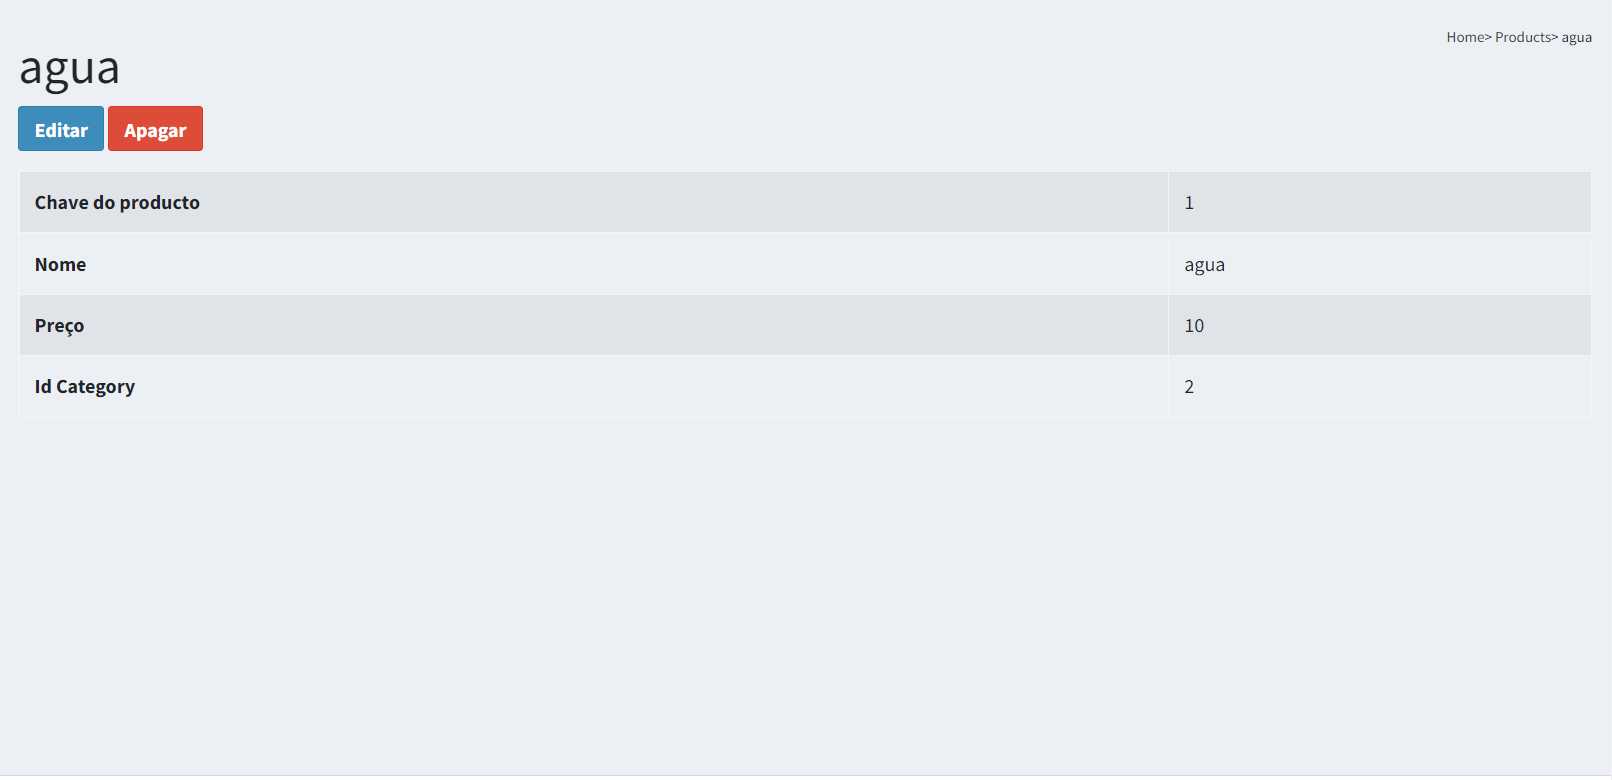 Home> Products> agua
agua
Editar Apagar
Chave do producto 1
Nome agua
Preço 10
Id Category 2